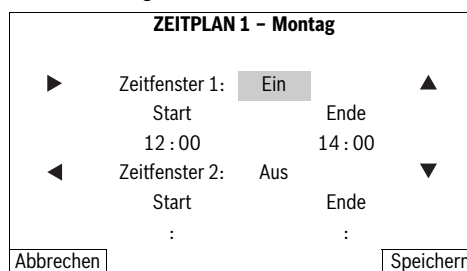 ZEITPLAN 1 – Montag
▶ Zeitfenster 1: Ein ▲
Start Ende
12 : 00 14 : 00
◀ Zeitfenster 2: Aus ▼
Start Ende
: :
Abbrechen Speichern